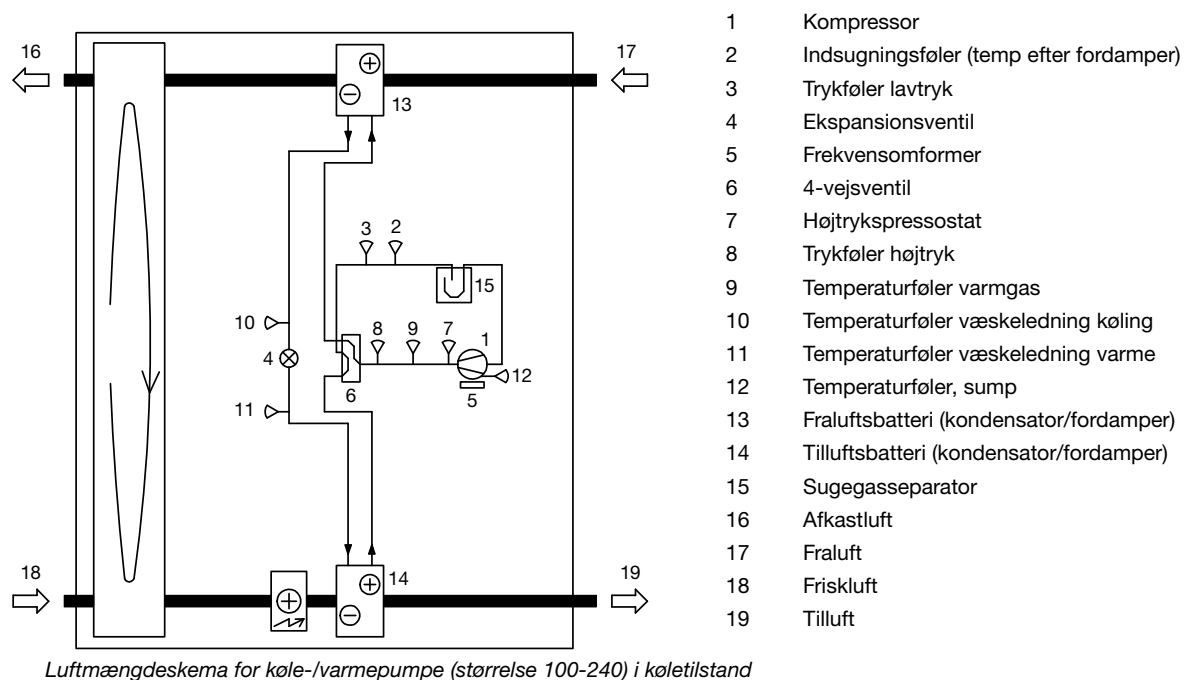 16
17
13
3 2
15
10
8 9 7 1
4
12
6
5
11
18
14
19
1 Kompressor
2 Indsugningsføler (temp efter fordamper)
3 Trykføler lavtryk
4 Ekspansionsventil
5 Frekvensomformer
6 4-vejsventil
7 Højtrykspressostat
8 Trykføler højtryk
9 Temperaturføler varmgas
10 Temperaturføler væskeledning køling
11 Temperaturføler væskeledning varme
12 Temperaturføler, sump
13 Fraluftsbatteri (kondensator/fordamper)
14 Tilluftsbatteri (kondensator/fordamper)
15 Sugegasseparator
16 Afkastluft
17 Fraluft
18 Friskluft
19 Tilluft
Luftmængdeskema for køle-/varmepumpe (størrelse 100-240) i køletilstand